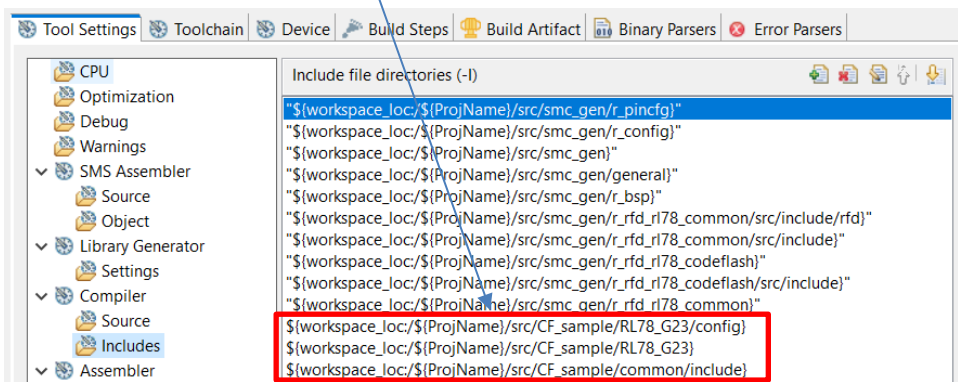 Tool Settings Toolchain Device Build Steps Build Artifact Binary Parsers Error Parsers
CPU
Optimization
Debug
Warnings
SMS Assembler
Source
Object
Library Generator
Settings
Compiler
Source
Includes
Assembler
Include file directories (-I)
"${workspace_loc:/${ProjName}/src/smc_gen/r_pincfg}"
"${workspace_loc:/${ProjName}/src/smc_gen/r_config}"
"${workspace_loc:/${ProjName}/src/smc_gen}"
"${workspace_loc:/${ProjName}/src/smc_gen/general}"
"${workspace_loc:/${ProjName}/src/smc_gen/r_bsp}"
"${workspace_loc:/${ProjName}/src/smc_gen/r_rfd_rl78_common/src/include/rfd}"
"${workspace_loc:/${ProjName}/src/smc_gen/r_rfd_rl78_common/src/include}"
"${workspace_loc:/${ProjName}/src/smc_gen/r_rfd_rl78_codeflash}"
"${workspace_loc:/${ProjName}/src/smc_gen/r_rfd_rl78_codeflash/src/include}"
"${workspace_loc:/${ProjName}/src/smc_gen/r_rfd_rl78_common}"
${workspace_loc:/${ProjName}/src/CF_sample/RL78_G23/config}
${workspace_loc:/${ProjName}/src/CF_sample/RL78_G23}
${workspace_loc:/${ProjName}/src/CF_sample/common/include}